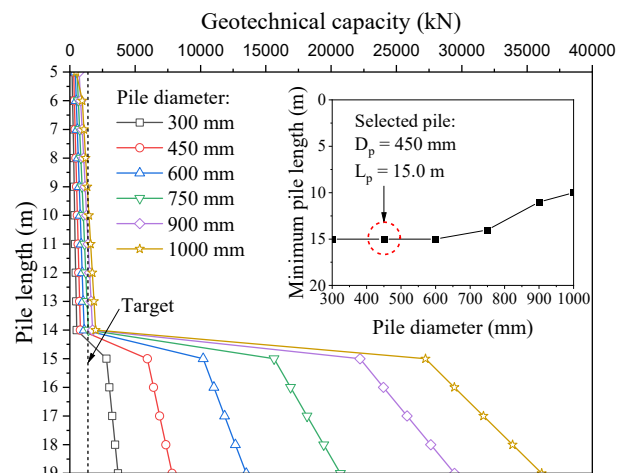 Geotechnical capacity (kN)
0 5000 10000 15000 20000 25000 30000 35000 40000
Pile length (m)
5
6
7
8
9
10
11
12
13
14
15
16
17
18
19
Pile diameter:
300 mm
450 mm
600 mm
750 mm
900 mm
1000 mm
Target
Minimum pile length (m)
0
5
10
15
20
Selected pile:
Dp = 450 mm
Lp = 15.0 m
300 400 500 600 700 800 900 1000
Pile diameter (mm)